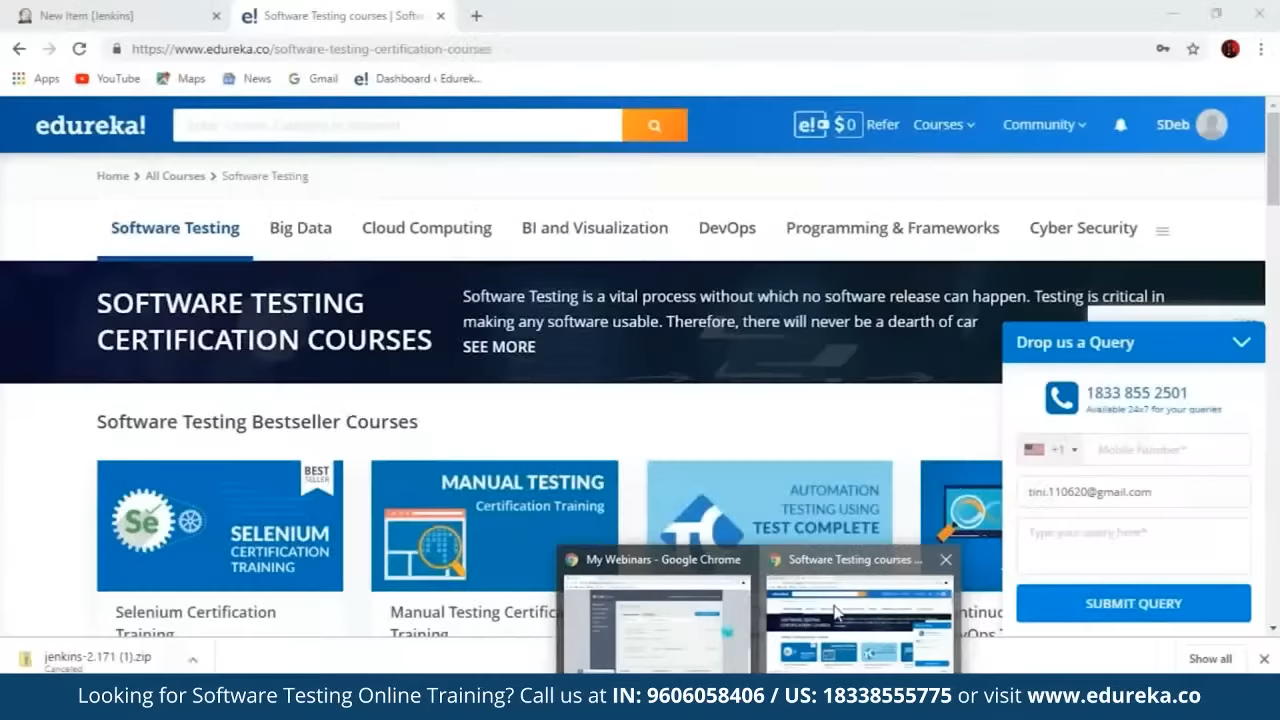 New Item [Jenkins]
Software Testing courses | Softw
https://www.edureka.co/software-testing-certification-courses
Apps YouTube Maps News Gmail Dashboard ‹ Edurek...
edureka!
$0 Refer Courses Community SDeb
Home > All Courses > Software Testing
Software Testing Big Data Cloud Computing BI and Visualization DevOps Programming & Frameworks Cyber Security
SOFTWARE TESTING
CERTIFICATION COURSES
Software Testing is a vital process without which no software release can happen. Testing is critical in
making any software usable. Therefore, there will never be a dearth of car
SEE MORE
Drop us a Query
1833 855 2501
Available 24x7 for your queries
+1 Mobile Number*
tini.110620@gmail.com
Type your query here*
SUBMIT QUERY
Software Testing Bestseller Courses
BEST
SELLER
Se
SELENIUM
CERTIFICATION
TRAINING
MANUAL TESTING
Certification Training
AUTOMATION
TESTING USING
TEST COMPLETE
Selenium Certification
Training
Manual Testing Certific
My Webinars - Google Chrome
Software Testing courses ...
jenkins-2.171 (1).zip
Canceled
Show all
Looking for Software Testing Online Training? Call us at IN: 9606058406 / US: 18338555775 or visit www.edureka.co